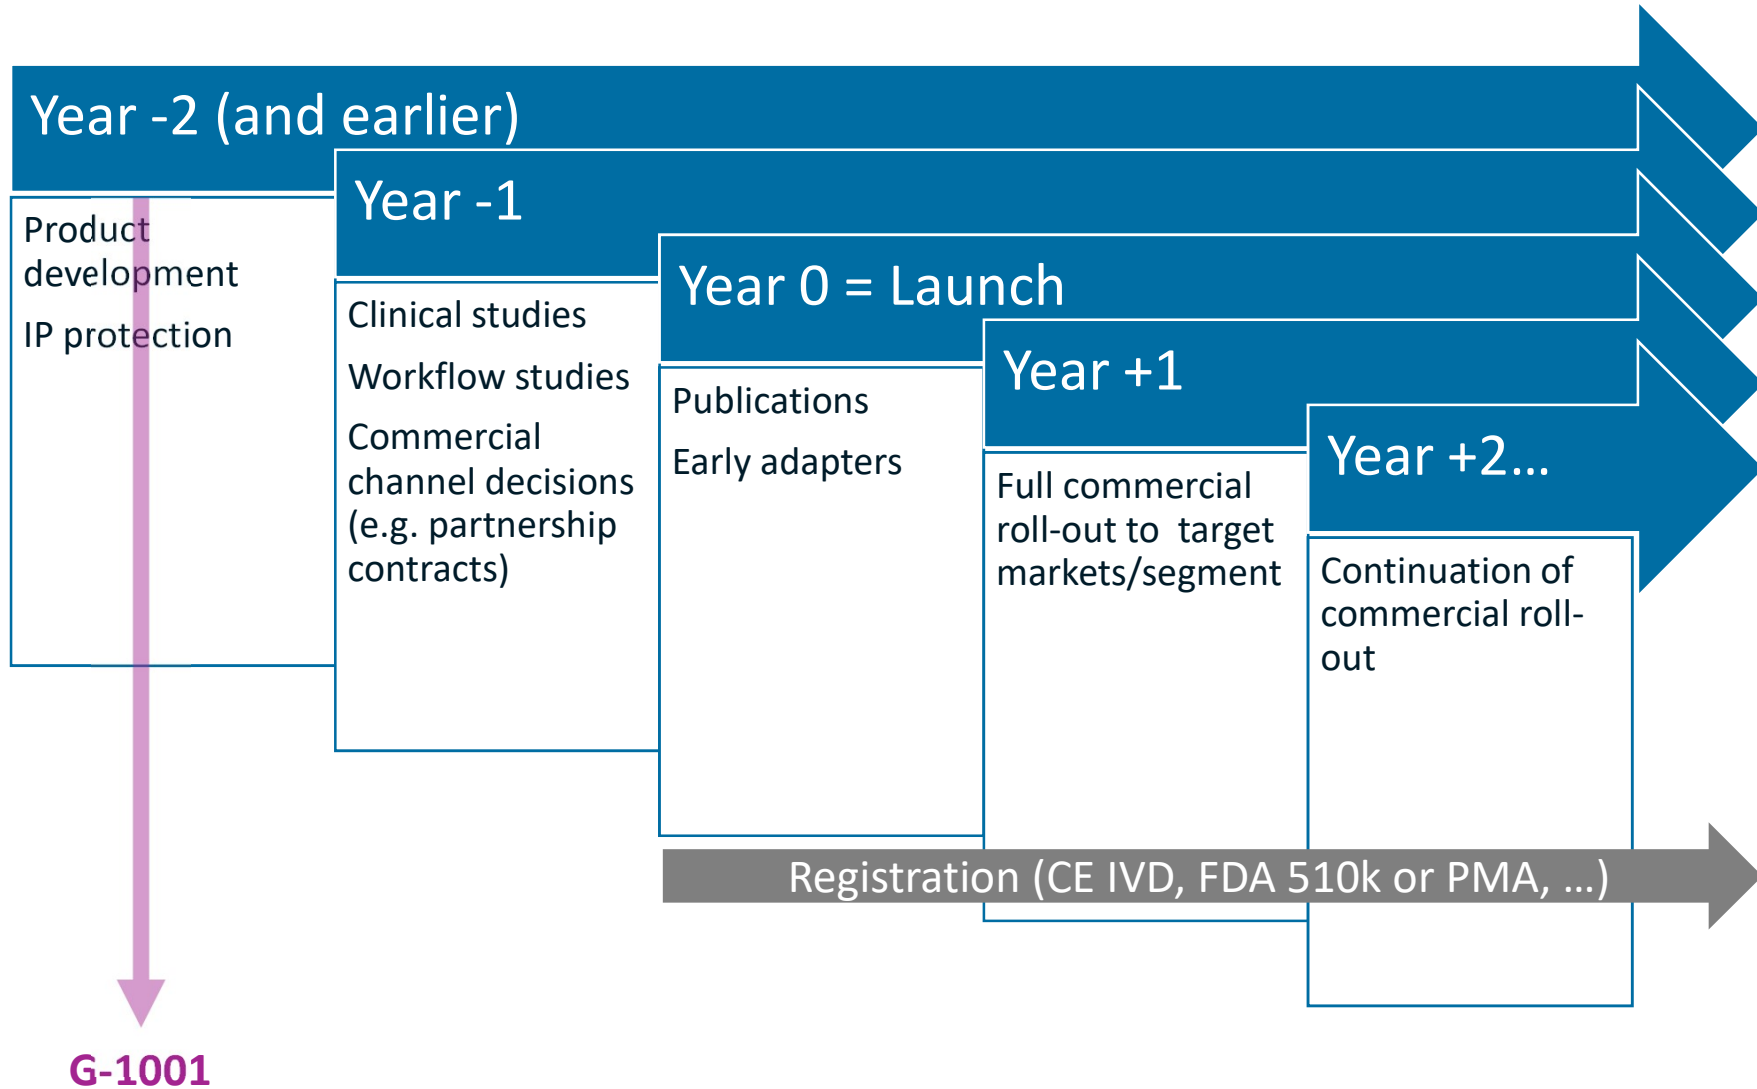 Year -2 (and earlier)
Product
development
IP protection
Year -1
Clinical studies
Workflow studies
Commercial
channel decisions
(e.g. partnership
contracts)
Year 0 = Launch
Publications
Early adapters
Year +1
Full commercial
roll-out to  target
markets/segment
Year +2...
Continuation of
commercial roll-
out
Registration (CE IVD, FDA 510k or PMA, ...)
G-1001